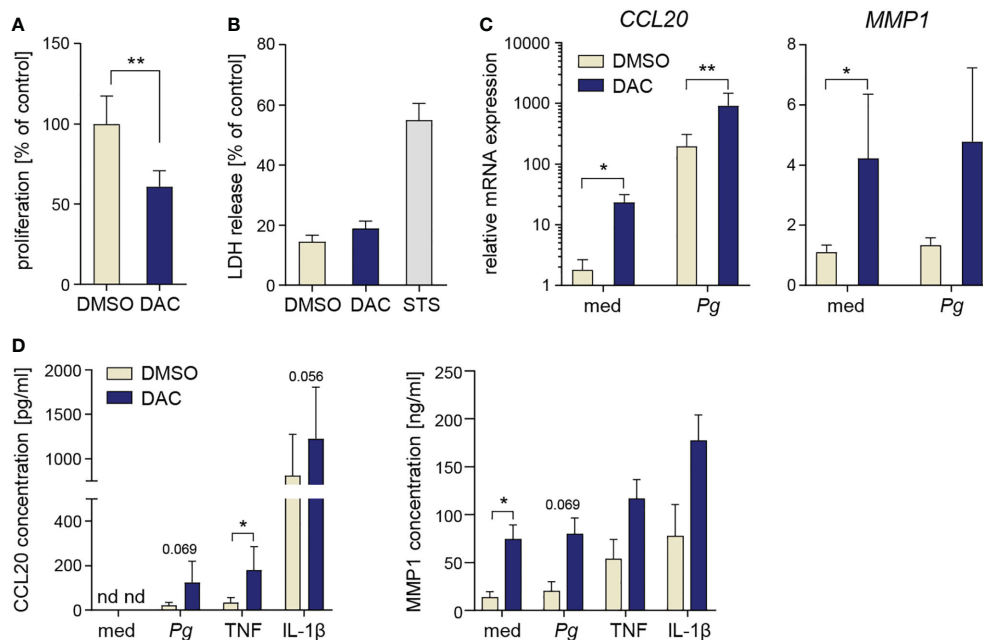 A
proliferation [% of control]
150
100
50
0
**
DMSO DAC
B
LDH release [% of control]
80
60
40
20
0
DMSO DAC STS
C
CCL20
relative mRNA expression
10000
1000
100
10
1
DMSO
DAC
*
**
med Pg
MMP1
8
6
4
2
0
*
med Pg
D
CCL20 concentration [pg/ml]
2000
1500
1000
400
200
0
DMSO
DAC
nd nd
0.069
*
0.056
med Pg TNF IL-1β
MMP1 concentration [ng/ml]
250
200
150
100
50
0
*
0.069
med Pg TNF IL-1β